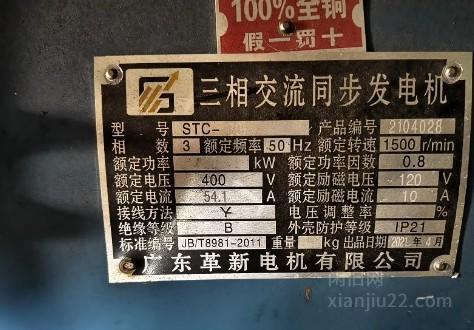 100%全铜
假一罚十
三相交流同步发电机
型号 STC- 产品编号 2104028
相数 3 额定频率 50 Hz 额定转速 1500 r/min
额定功率 kW 额定功率因数 0.8
额定电压 400 V 额定励磁电压 120 V
额定电流 54.1 A 额定励磁电流 10 A
接线方法 Y 电压调整率 %
绝缘等级 B 外壳防护等级 IP21
标准编号 JB/T8981-2011 重量 kg 出品日期 2021年4月
广东革新电机有限公司
闲旧网
xianjiu22.com